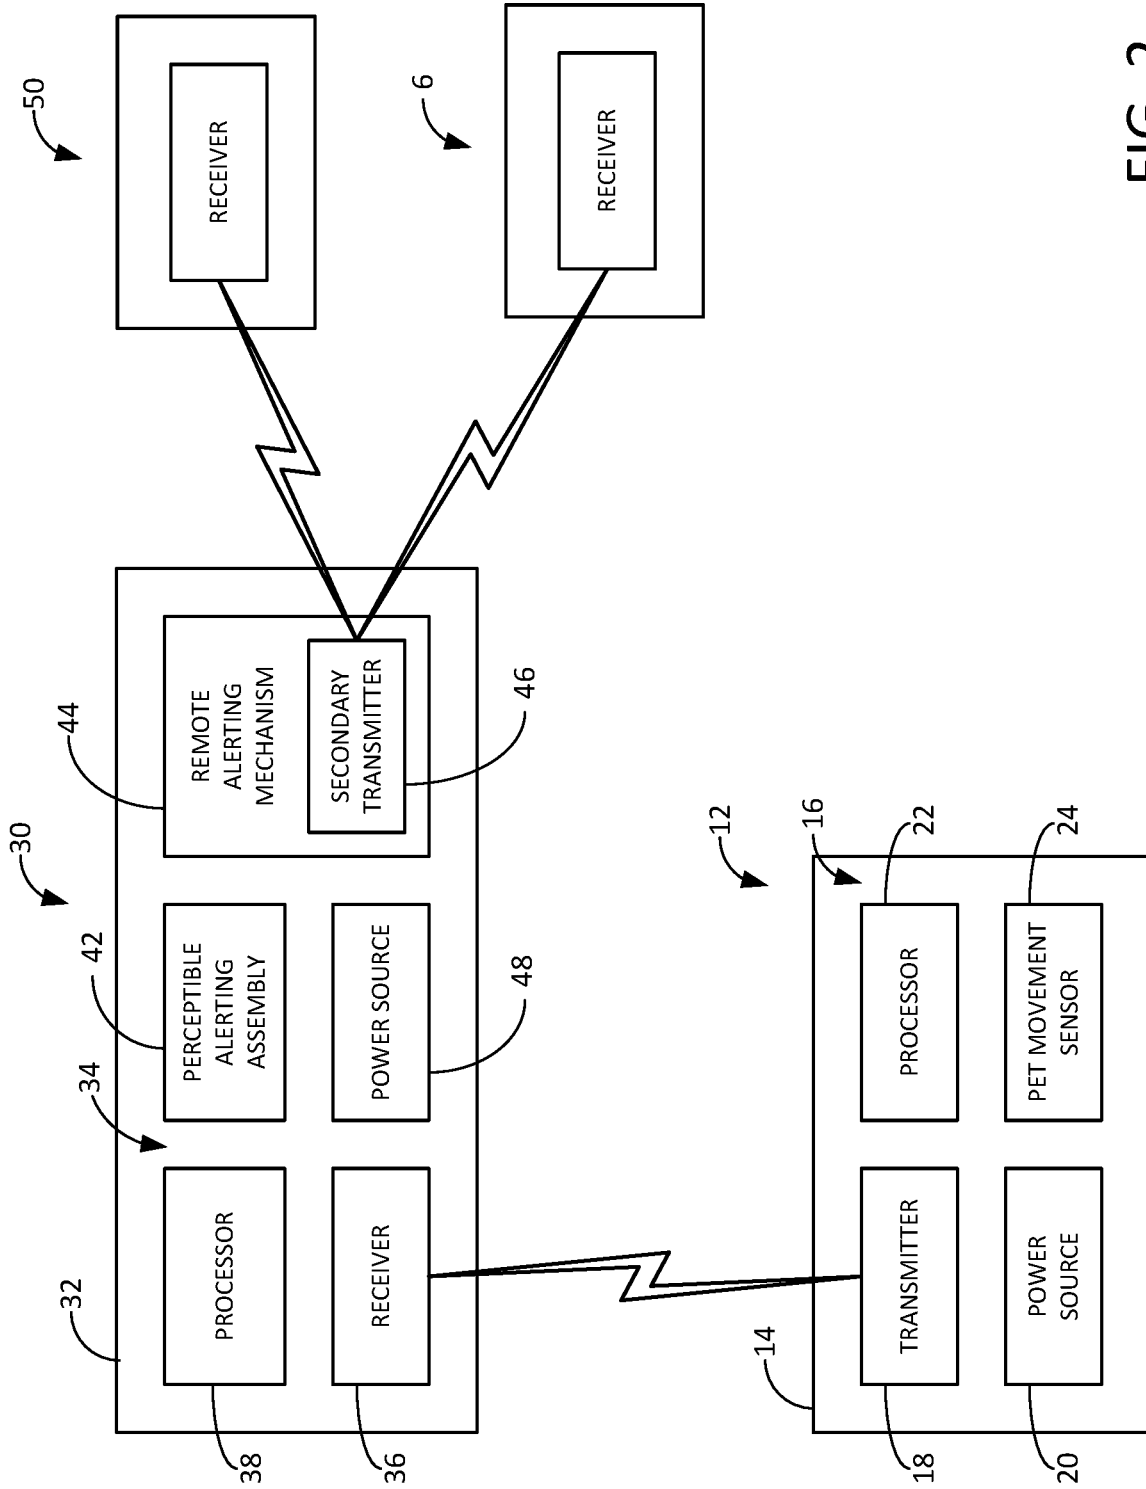 32
34
42
30
44
50
RECEIVER
38
PROCESSOR
PERCEPTIBLE
ALERTING
ASSEMBLY
REMOTE
ALERTING
MECHANISM
36
RECEIVER
POWER SOURCE
48
SECONDARY
TRANSMITTER
46
6
RECEIVER
14
12
16
18
TRANSMITTER
PROCESSOR
22
20
POWER
SOURCE
PET MOVEMENT
SENSOR
24
FIG. 2